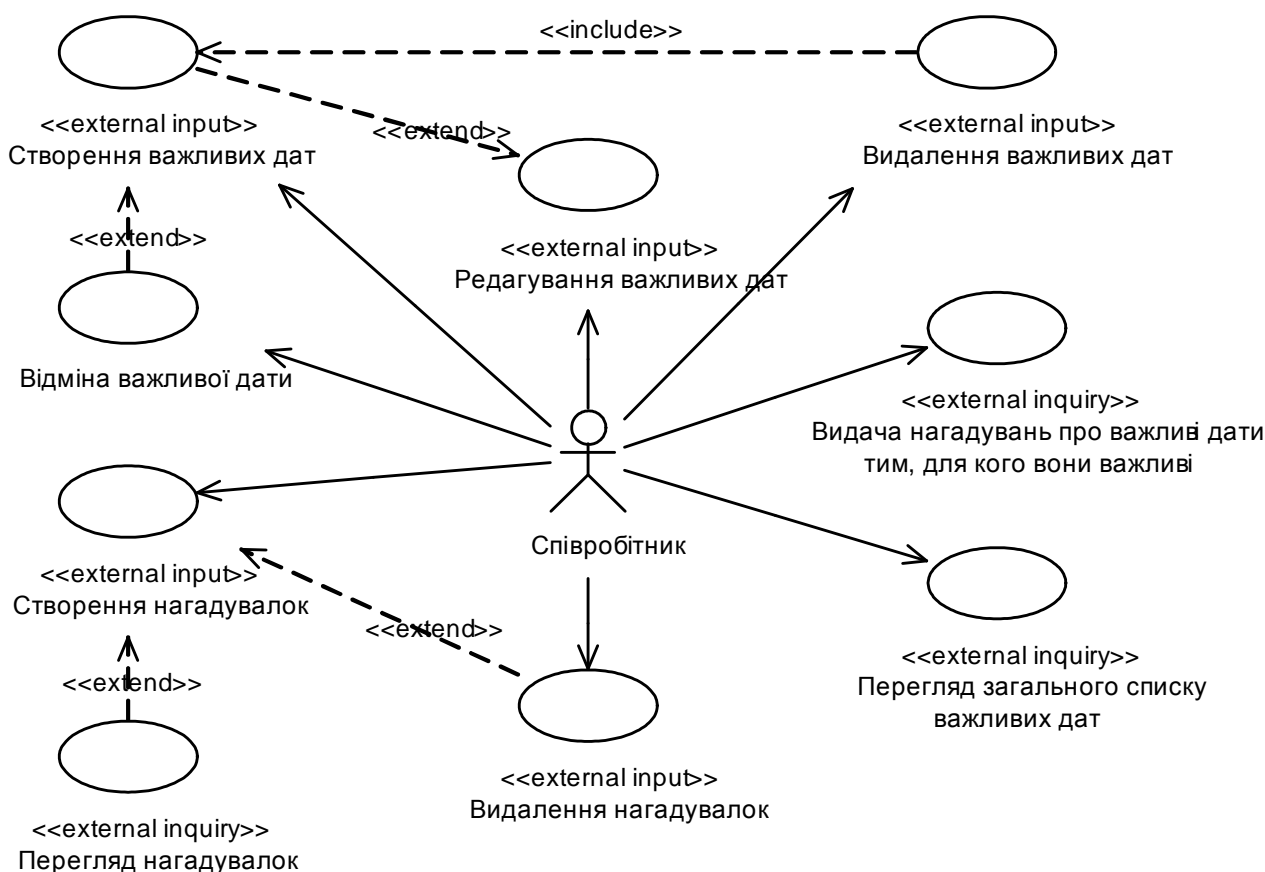 <<include>>
<<external input>>
Створення важливих дат
<<extend>>
<<external input>>
Видалення важливих дат
<<extend>>
<<external input>>
Редагування важливих дат
Відміна важливої дати
<<external inquiry>>
Видача нагадувань про важливі дати
тим, для кого вони важливі
Співробітник
<<external input>>
Створення нагадувалок
<<extend>>
<<external inquiry>>
Перегляд загального списку
важливих дат
<<extend>>
<<external input>>
Видалення нагадувалок
<<external inquiry>>
Перегляд нагадувалок